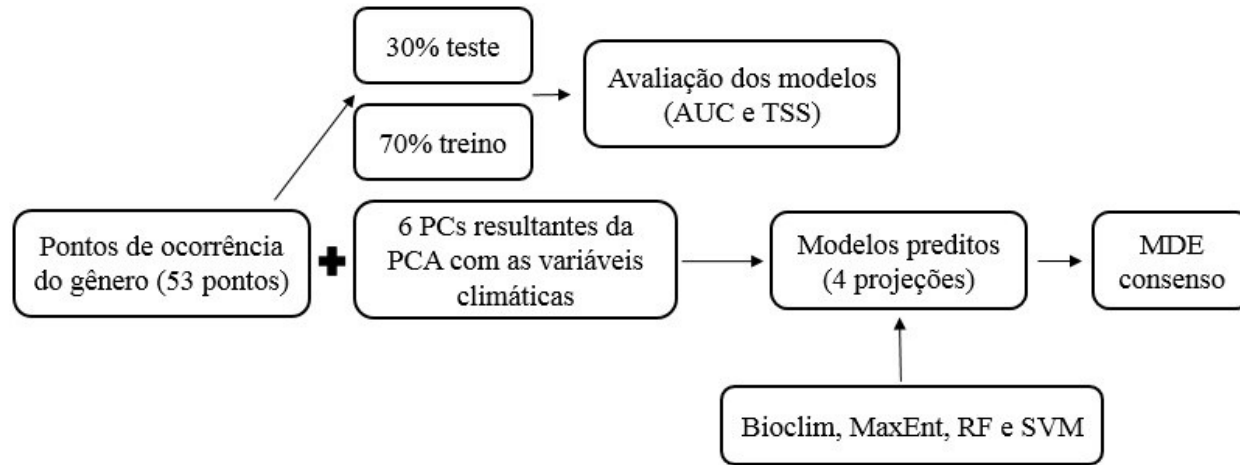 30% teste
70% treino
Avaliação dos modelos
(AUC e TSS)
Pontos de ocorrência
do gênero (53 pontos)
6 PCs resultantes da
PCA com as variáveis
climáticas
Modelos preditos
(4 projeções)
MDE
consenso
Bioclim, MaxEnt, RF e SVM